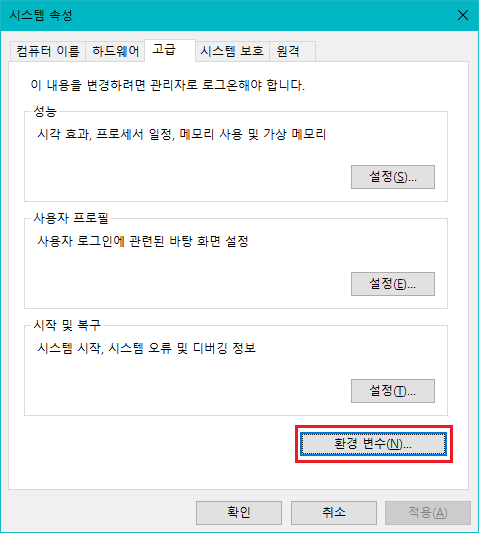 시스템 속성
컴퓨터 이름 하드웨어 고급 시스템 보호 원격
이 내용을 변경하려면 관리자로 로그온해야 합니다.
성능
시각 효과, 프로세서 일정, 메모리 사용 및 가상 메모리
설정(S)...
사용자 프로필
사용자 로그인에 관련된 바탕 화면 설정
설정(E)...
시작 및 복구
시스템 시작, 시스템 오류 및 디버깅 정보
설정(T)...
환경 변수(N)...
확인 취소 적용(A)